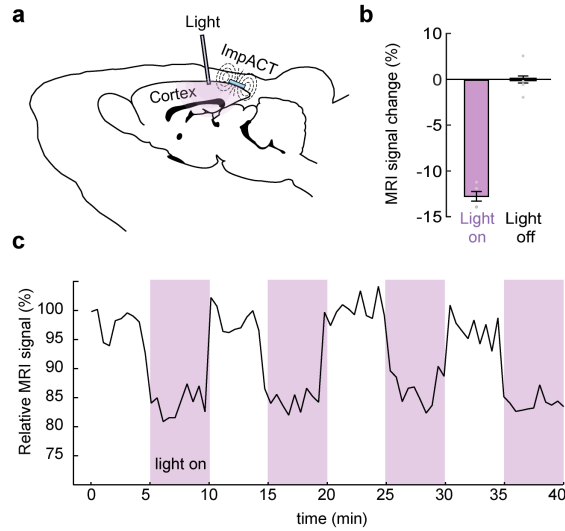 a
Light
ImpACT
Cortex
b
MRI signal change (%)
10
5
0
-5
-10
-15
Light
on
Light
off
c
Relative MRI signal (%)
100
95
90
85
80
75
light on
0
5
10
15
20
25
30
35
40
time (min)